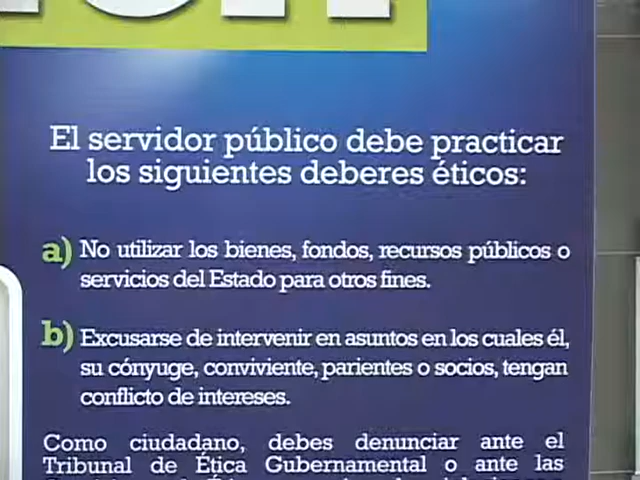 El servidor público debe practicar
los siguientes deberes éticos:
a) No utilizar los bienes, fondos, recursos públicos o
servicios del Estado para otros fines.
b) Excusarse de intervenir en asuntos en los cuales él,
su cónyuge, conviviente, parientes o socios, tengan
conflicto de intereses.
Como ciudadano, debes denunciar ante el
Tribunal de Ética Gubernamental o ante las